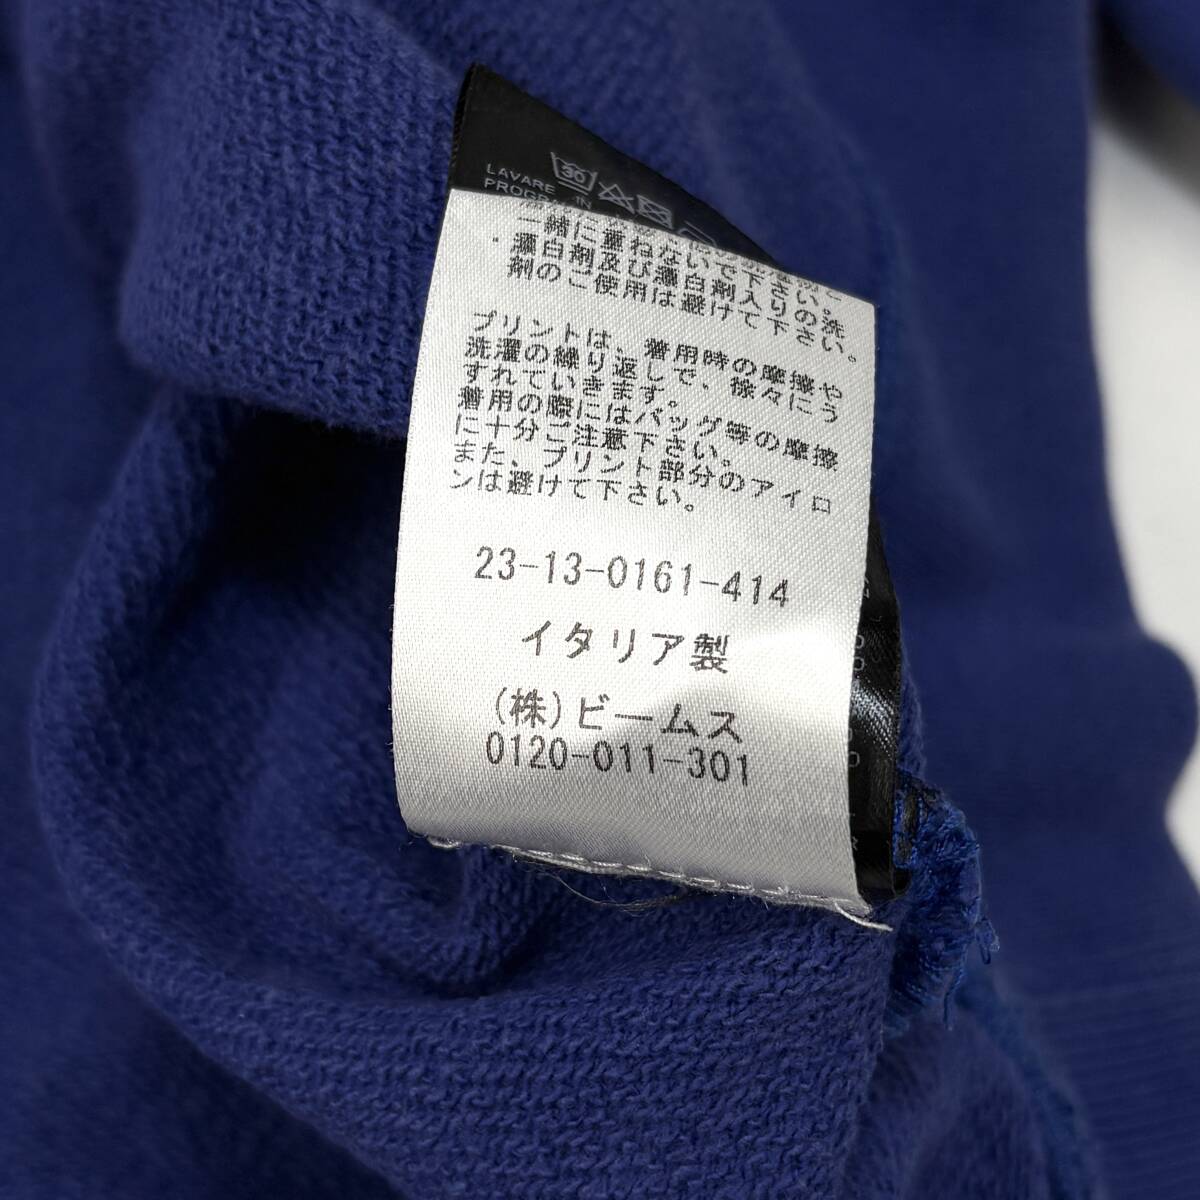 30
LAVARE
IN
一緒に重ねないで下さい。
・漂白剤及び漂白剤入りの洗
剤のご使用は避けて下さい。
プリントは、着用時の摩擦や
洗濯の繰り返しで、徐々にう
すれていきます。
着用の際にはバッグ等の摩擦
に十分ご注意下さい。
また、プリント部分のアイロ
ンは避けて下さい。
23-13-0161-414
イタリア製
(株)ビームス
0120-011-301